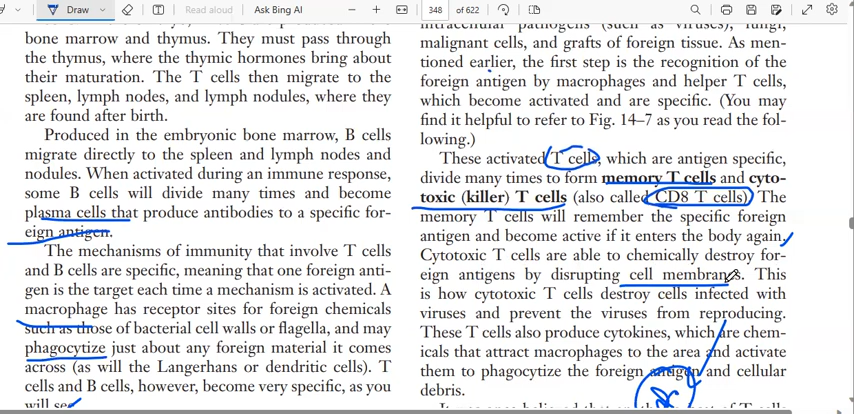 Draw
Read aloud
Ask Bing AI
348
of 622
bone marrow and thymus. They must pass through
the thymus, where the thymic hormones bring about
their maturation. The T cells then migrate to the
spleen, lymph nodes, and lymph nodules, where they
are found after birth.
Produced in the embryonic bone marrow, B cells
migrate directly to the spleen and lymph nodes and
nodules. When activated during an immune response,
some B cells will divide many times and become
plasma cells that produce antibodies to a specific for-
eign antigen.
The mechanisms of immunity that involve T cells
and B cells are specific, meaning that one foreign anti-
gen is the target each time a mechanism is activated. A
macrophage has receptor sites for foreign chemicals
such as those of bacterial cell walls or flagella, and may
phagocytize just about any foreign material it comes
across (as will the Langerhans or dendritic cells). T
cells and B cells, however, become very specific, as you
will see
intracellular pathogens (such as viruses), fungi,
malignant cells, and grafts of foreign tissue. As men-
tioned earlier, the first step is the recognition of the
foreign antigen by macrophages and helper T cells,
which become activated and are specific. (You may
find it helpful to refer to Fig. 14–7 as you read the fol-
lowing.)
These activated T cells, which are antigen specific,
divide many times to form memory T cells and cyto-
toxic (killer) T cells (also called CD8 T cells). The
memory T cells will remember the specific foreign
antigen and become active if it enters the body again.
Cytotoxic T cells are able to chemically destroy for-
eign antigens by disrupting cell membranes. This
is how cytotoxic T cells destroy cells infected with
viruses and prevent the viruses from reproducing.
These T cells also produce cytokines, which are chem-
icals that attract macrophages to the area and activate
them to phagocytize the foreign antigen and cellular
debris.